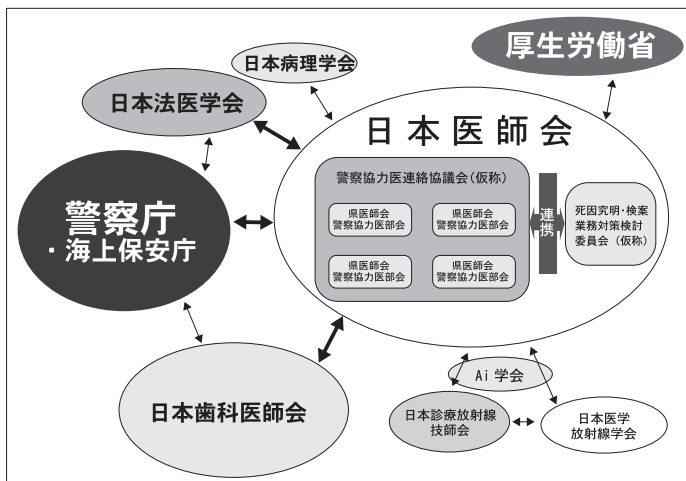 厚生労働省
日本病理学会
日本法医学会
日本医師会
警察協力医連絡協議会(仮称)
県医師会
警察協力医部会
県医師会
警察協力医部会
県医師会
警察協力医部会
県医師会
警察協力医部会
連携
死因究明・検案
業務対策検討
委員会(仮称)
警察庁
・海上保安庁
日本歯科医師会
Ai学会
日本診療放射線
技師会
日本医学
放射線学会